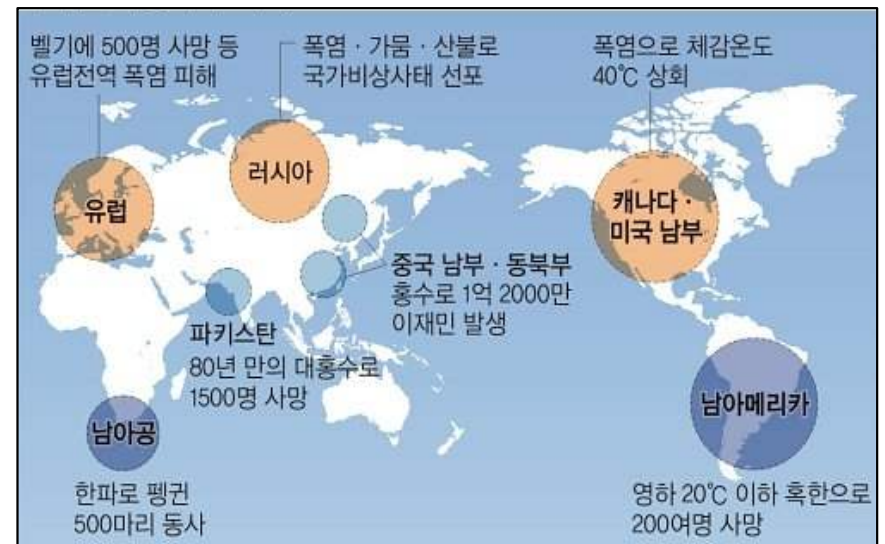 벨기에 500명 사망 등
유럽전역 폭염 피해
폭염 · 가뭄 · 산불로
국가비상사태 선포
폭염으로 체감온도
40℃ 상회
유럽
러시아
캐나다 ·
미국 남부
중국 남부 · 동북부
홍수로 1억 2000만
이재민 발생
파키스탄
80년 만의 대홍수로
1500명 사망
남아공
한파로 펭귄
500마리 동사
남아메리카
영하 20℃ 이하 혹한으로
200여명 사망